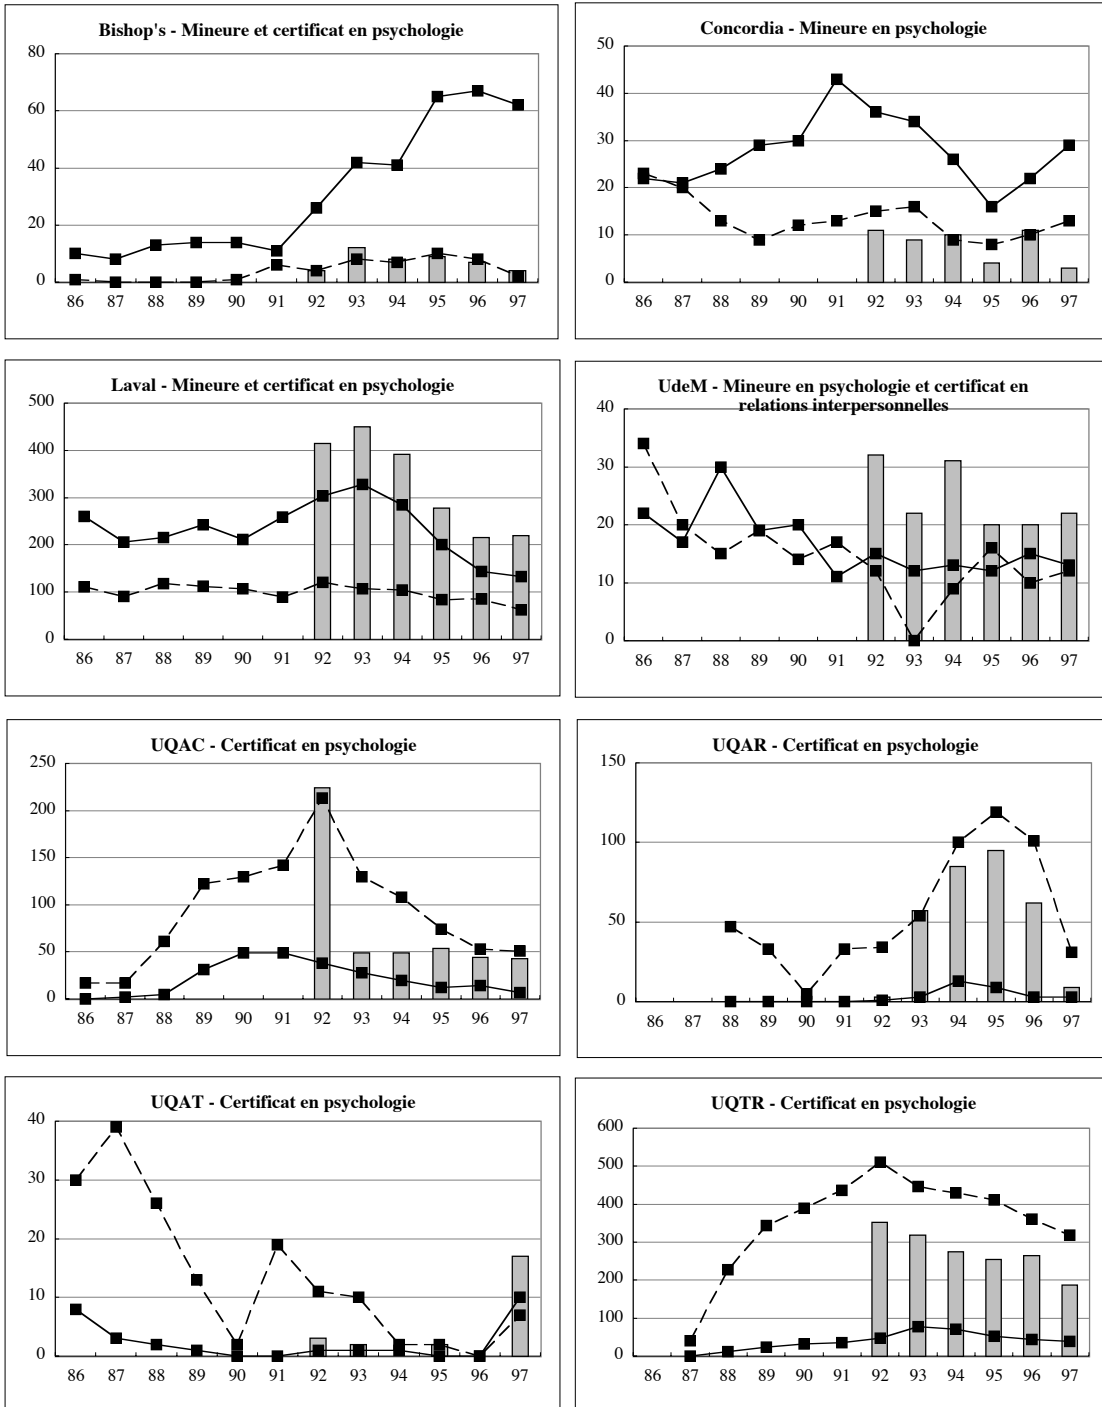 Bishop's - Mineure et certificat en psychologie
80
60
40
20
0
86 87 88 89 90 91 92 93 94 95 96 97
Concordia - Mineure en psychologie
50
40
30
20
10
0
86 87 88 89 90 91 92 93 94 95 96 97
Laval - Mineure et certificat en psychologie
500
400
300
200
100
0
86 87 88 89 90 91 92 93 94 95 96 97
UdeM - Mineure en psychologie et certificat en
relations interpersonnelles
40
30
20
10
0
86 87 88 89 90 91 92 93 94 95 96 97
UQAC - Certificat en psychologie
250
200
150
100
50
0
86 87 88 89 90 91 92 93 94 95 96 97
UQAR - Certificat en psychologie
150
100
50
0
86 87 88 89 90 91 92 93 94 95 96 97
UQAT - Certificat en psychologie
40
30
20
10
0
86 87 88 89 90 91 92 93 94 95 96 97
UQTR - Certificat en psychologie
600
500
400
300
200
100
0
86 87 88 89 90 91 92 93 94 95 96 97